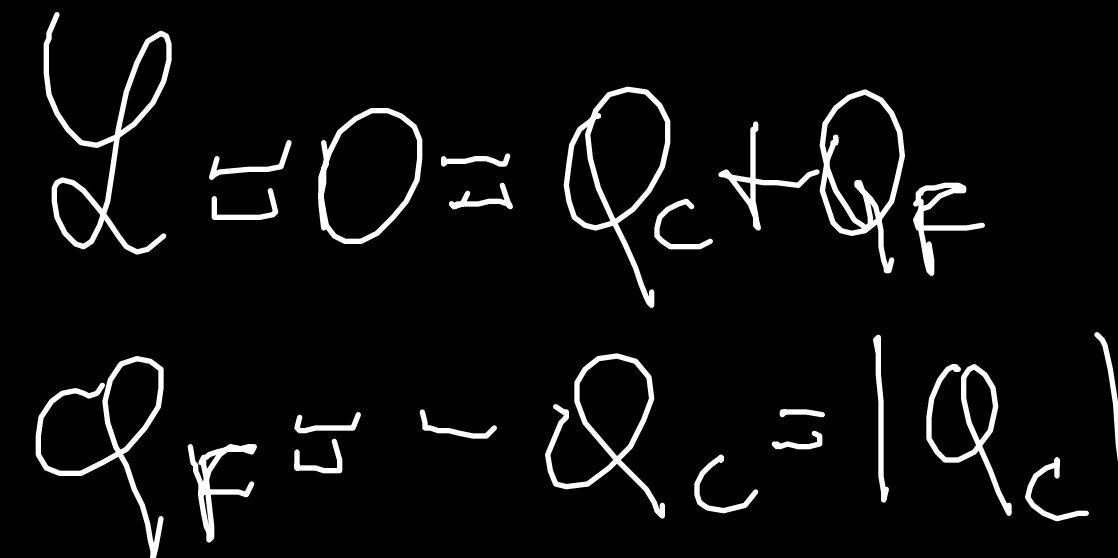 ℒ = 0 = Q_C + Q_F
Q_F = - Q_C = |Q_C|